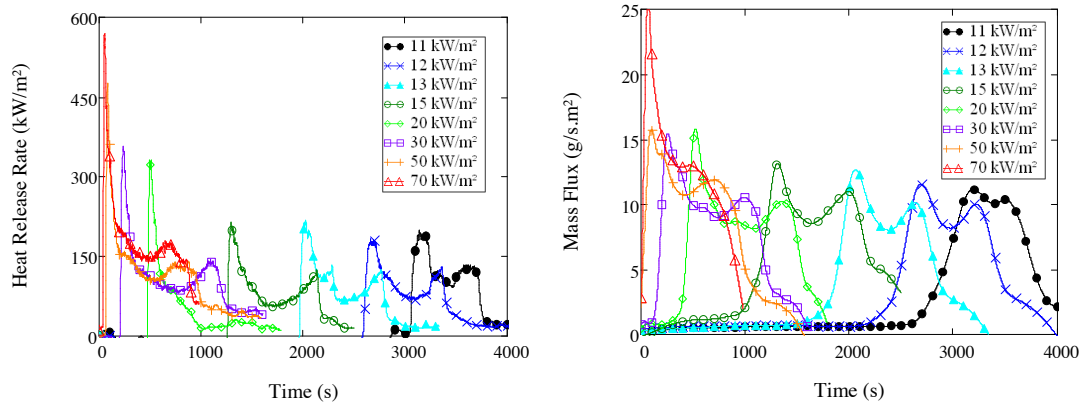 Heat Release Rate (kW/m²)
600
450
300
150
0
11 kW/m²
12 kW/m²
13 kW/m²
15 kW/m²
20 kW/m²
30 kW/m²
50 kW/m²
70 kW/m²
0 1000 2000 3000 4000
Time (s)
Mass Flux (g/s.m²)
25
20
15
10
5
0
11 kW/m²
12 kW/m²
13 kW/m²
15 kW/m²
20 kW/m²
30 kW/m²
50 kW/m²
70 kW/m²
0 1000 2000 3000 4000
Time (s)